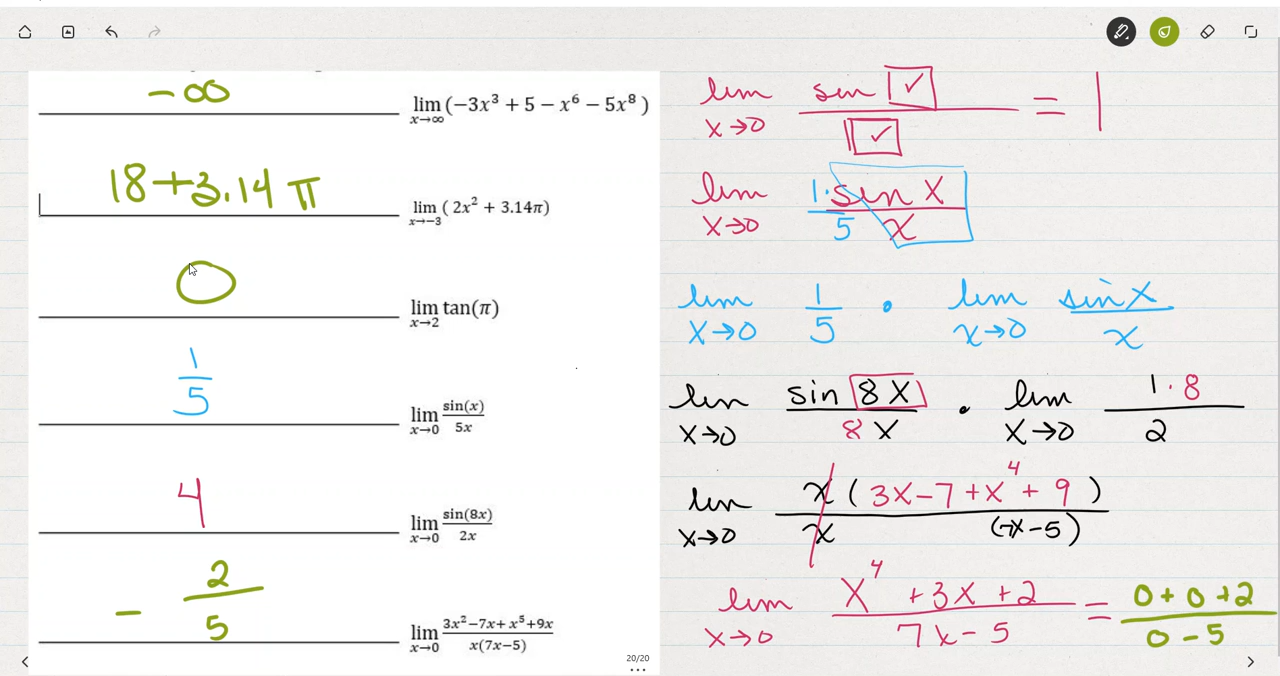 - ∞
lim x→∞ (−3x³ + 5 − x⁶ − 5x⁸ )
18 + 3.14 π
lim x→−3 ( 2x² + 3.14π)
0
lim x→2 tan(π)
1/5
lim x→0 sin(x)/5x
4
lim x→0 sin(8x)/2x
- 2/5
lim x→0 3x²−7x+x⁵+9x / x(7x−5)
20/20
lim x→0 sin [✓] / [✓] = 1
lim x→0 1·sin x / 5 x
lim x→0 1/5 · lim x→0 sin x / x
lim x→0 sin 8x / 8x · lim x→0 1·8 / 2
lim x→0 x(3x−7+x⁴+9) / x (7x−5)
lim x→0 x⁴ +3x +2 / 7x−5 = 0+0+2 / 0−5